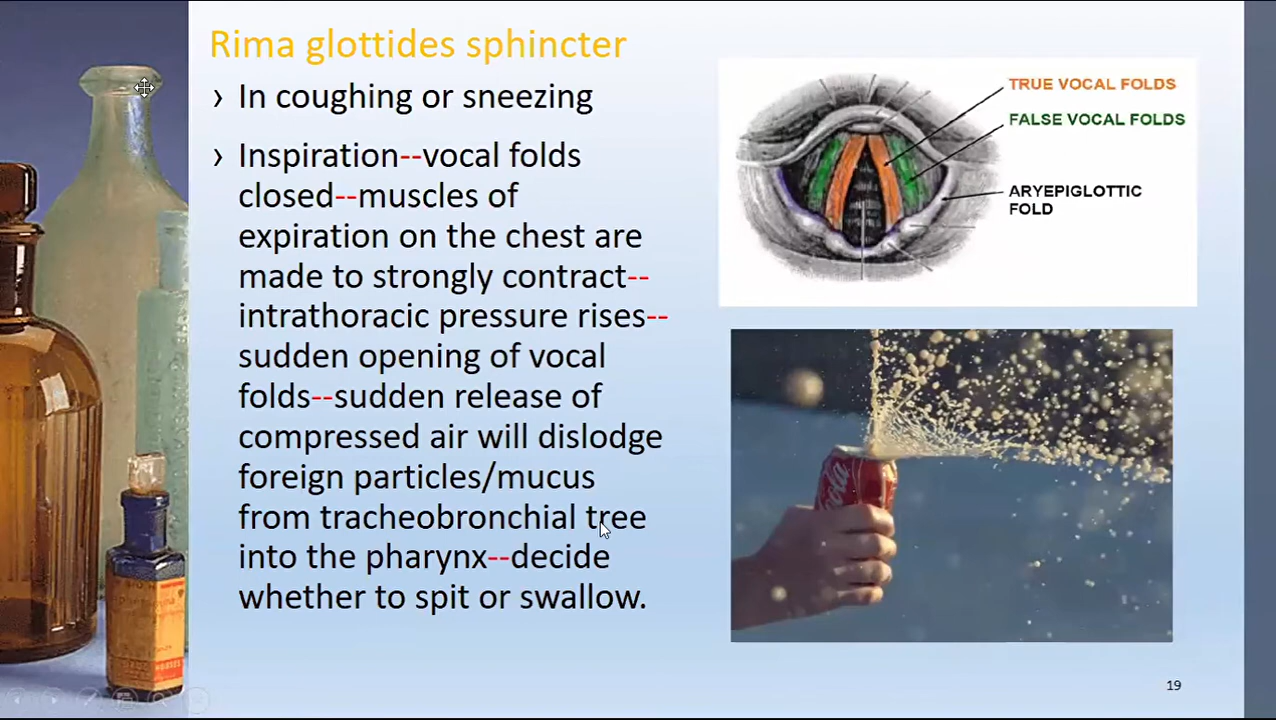 Rima glottides sphincter
› In coughing or sneezing
› Inspiration--vocal folds
closed--muscles of
expiration on the chest are
made to strongly contract--
intrathoracic pressure rises--
sudden opening of vocal
folds--sudden release of
compressed air will dislodge
foreign particles/mucus
from tracheobronchial tree
into the pharynx--decide
whether to spit or swallow.
TRUE VOCAL FOLDS
FALSE VOCAL FOLDS
ARYEPIGLOTTIC
FOLD
19